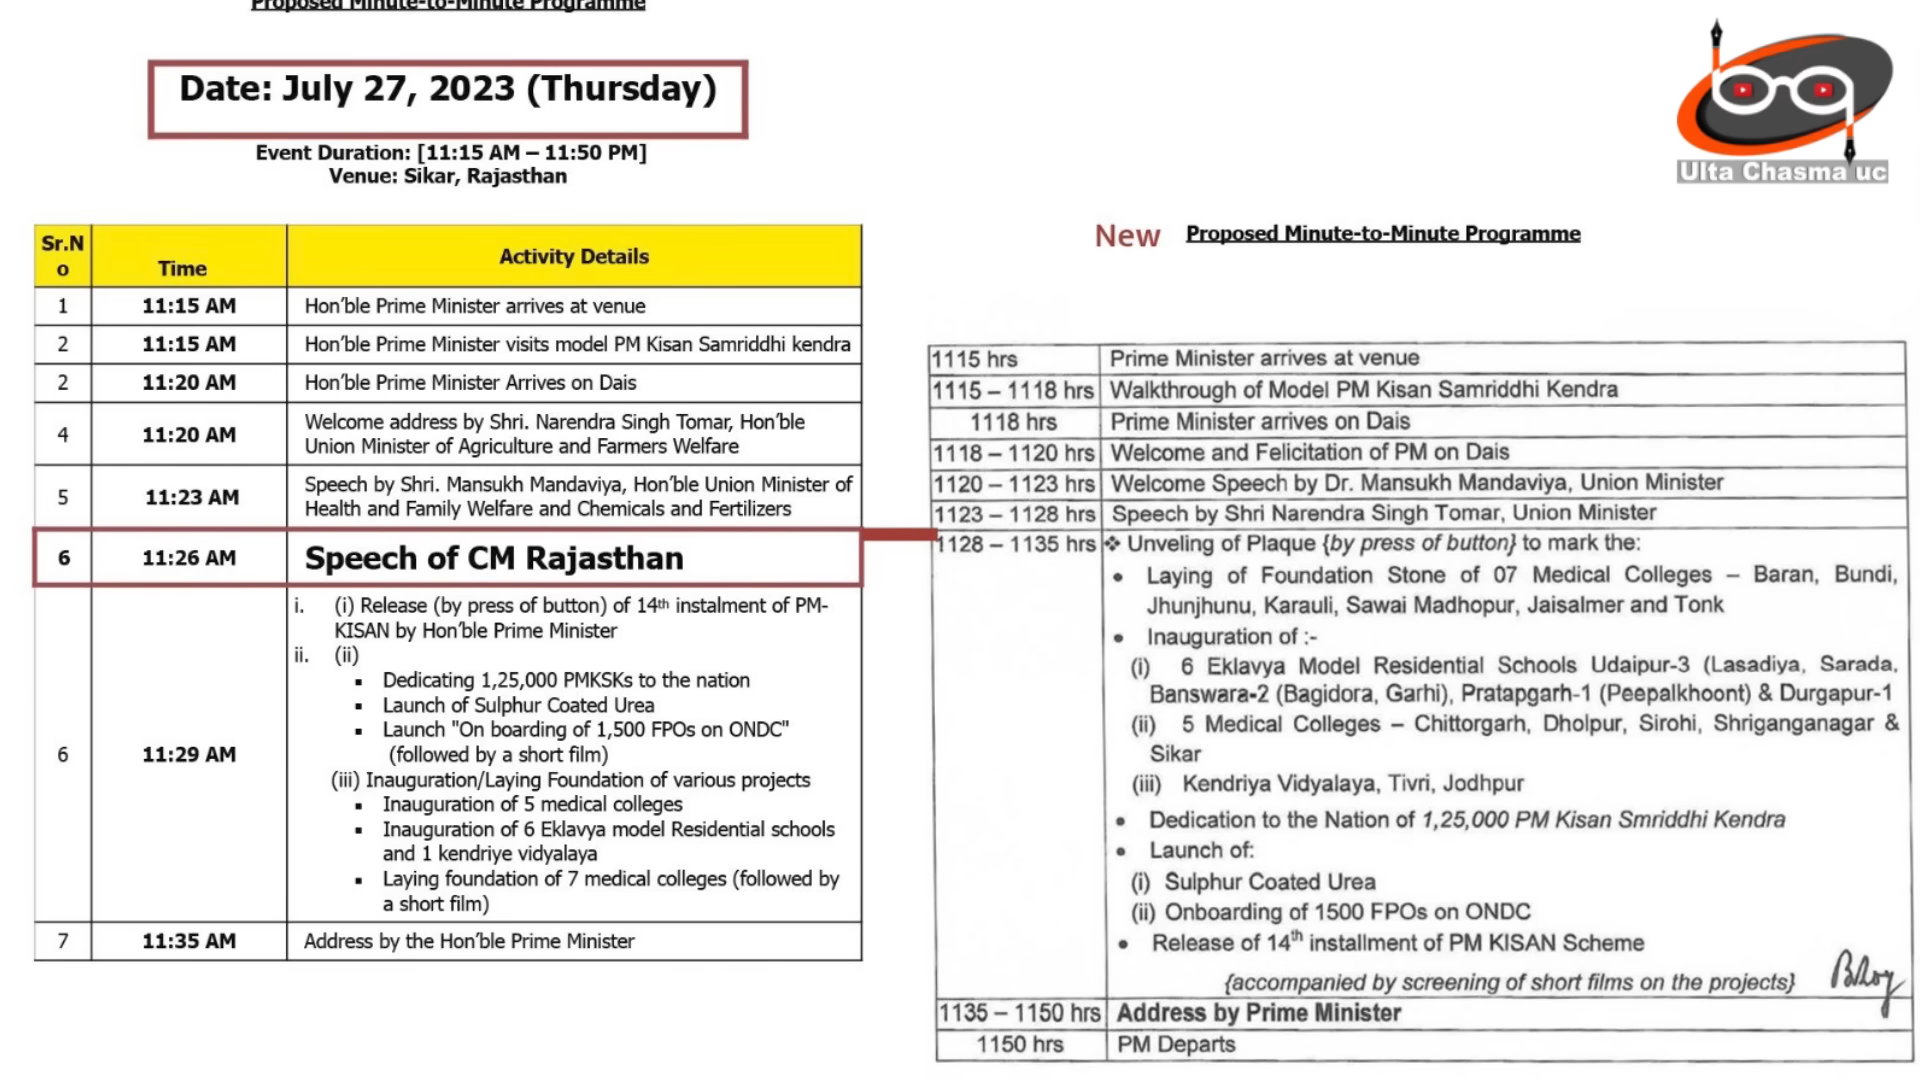 Proposed Minute-to-Minute Programme
Date: July 27, 2023 (Thursday)
Event Duration: [11:15 AM – 11:50 PM]
Venue: Sikar, Rajasthan
Ulta Chasma uc
Sr.N
o
Time
Activity Details
1 11:15 AM Hon'ble Prime Minister arrives at venue
2 11:15 AM Hon'ble Prime Minister visits model PM Kisan Samriddhi kendra
2 11:20 AM Hon'ble Prime Minister Arrives on Dais
4 11:20 AM Welcome address by Shri. Narendra Singh Tomar, Hon'ble
Union Minister of Agriculture and Farmers Welfare
5 11:23 AM Speech by Shri. Mansukh Mandaviya, Hon'ble Union Minister of
Health and Family Welfare and Chemicals and Fertilizers
6 11:26 AM Speech of CM Rajasthan
6 11:29 AM
i. (i) Release (by press of button) of 14th instalment of PM-
KISAN by Hon'ble Prime Minister
ii. (ii)
▪ Dedicating 1,25,000 PMKSKs to the nation
▪ Launch of Sulphur Coated Urea
▪ Launch "On boarding of 1,500 FPOs on ONDC"
(followed by a short film)
(iii) Inauguration/Laying Foundation of various projects
▪ Inauguration of 5 medical colleges
▪ Inauguration of 6 Eklavya model Residential schools
and 1 kendriye vidyalaya
▪ Laying foundation of 7 medical colleges (followed by
a short film)
7 11:35 AM Address by the Hon'ble Prime Minister
New Proposed Minute-to-Minute Programme
1115 hrs Prime Minister arrives at venue
1115 – 1118 hrs Walkthrough of Model PM Kisan Samriddhi Kendra
1118 hrs Prime Minister arrives on Dais
1118 – 1120 hrs Welcome and Felicitation of PM on Dais
1120 – 1123 hrs Welcome Speech by Dr. Mansukh Mandaviya, Union Minister
1123 – 1128 hrs Speech by Shri Narendra Singh Tomar, Union Minister
1128 – 1135 hrs ❖ Unveling of Plaque {by press of button} to mark the:
• Laying of Foundation Stone of 07 Medical Colleges – Baran, Bundi,
Jhunjhunu, Karauli, Sawai Madhopur, Jaisalmer and Tonk
• Inauguration of :-
(i) 6 Eklavya Model Residential Schools Udaipur-3 (Lasadiya, Sarada,
Banswara-2 (Bagidora, Garhi), Pratapgarh-1 (Peepalkhoont) & Durgapur-1
(ii) 5 Medical Colleges – Chittorgarh, Dholpur, Sirohi, Shriganganagar &
Sikar
(iii) Kendriya Vidyalaya, Tivri, Jodhpur
• Dedication to the Nation of 1,25,000 PM Kisan Smriddhi Kendra
• Launch of:
(i) Sulphur Coated Urea
(ii) Onboarding of 1500 FPOs on ONDC
• Release of 14th installment of PM KISAN Scheme
{accompanied by screening of short films on the projects}
1135 – 1150 hrs Address by Prime Minister
1150 hrs PM Departs